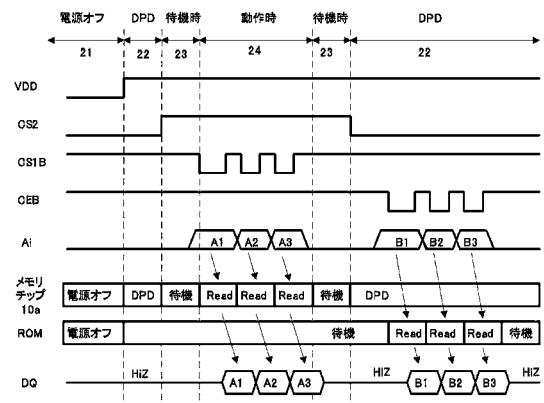 電源オフ DPD 待機時 動作時 待機時 DPD
21 22 23 24 23 22
VDD
CS2
CS1B
CEB
Ai A1 A2 A3 B1 B2 B3
メモリ
チップ
10a 電源オフ DPD 待機 Read Read Read 待機 DPD
ROM 電源オフ 待機 Read Read Read 待機
DQ HiZ A1 A2 A3 HIZ B1 B2 B3 HIZ